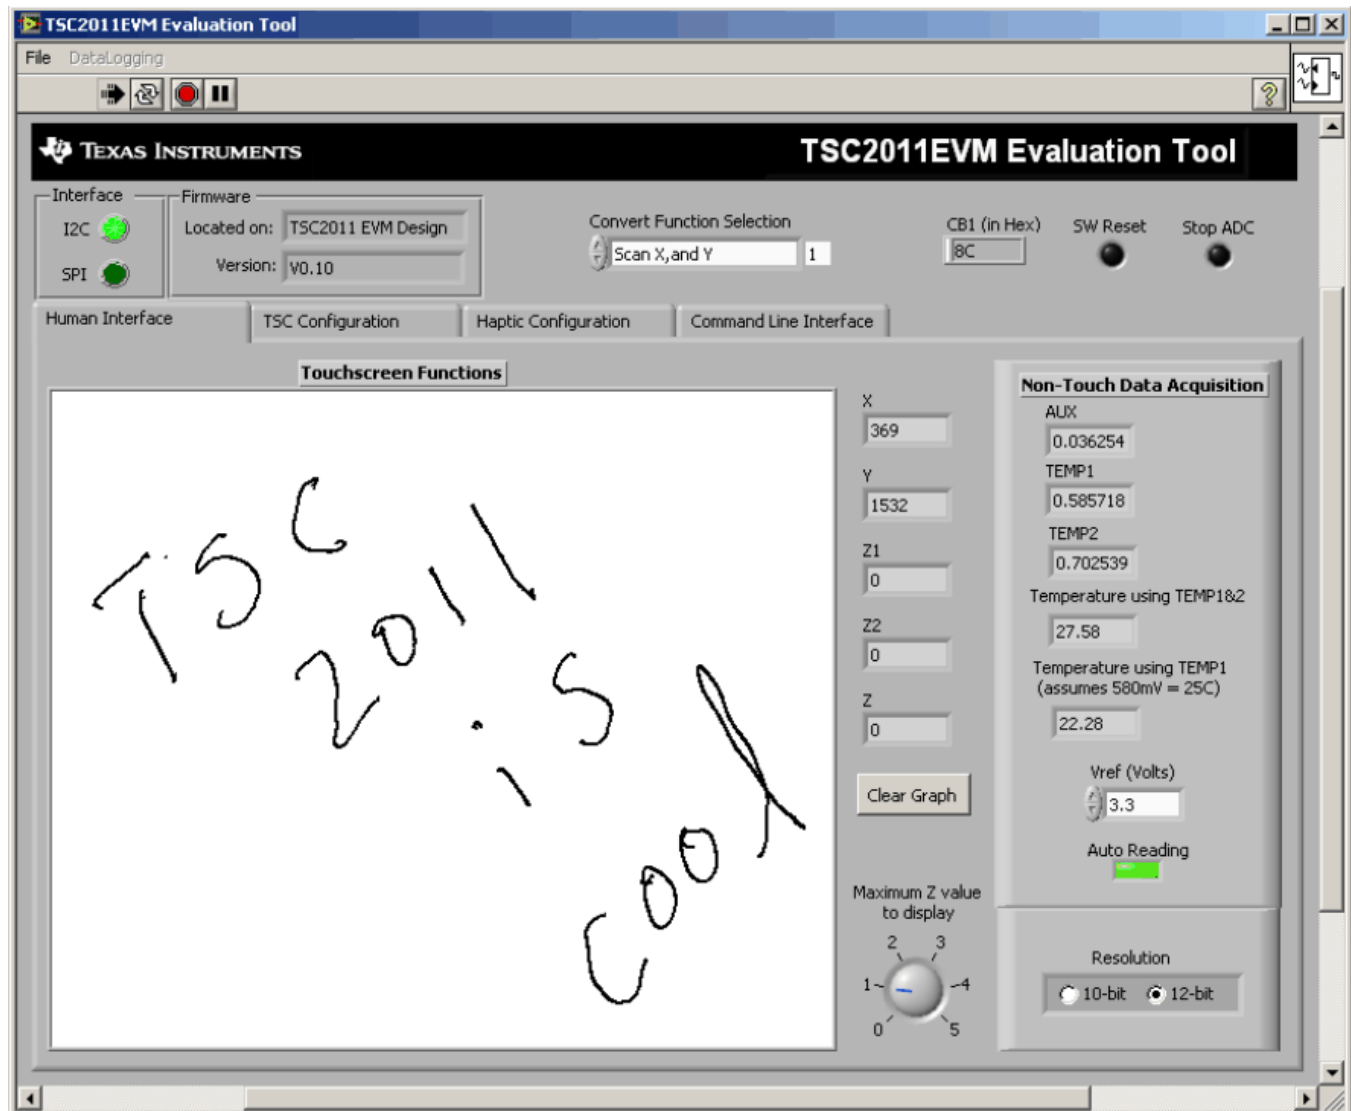 TSC2011EVM Evaluation Tool
File DataLogging
TEXAS INSTRUMENTS TSC2011EVM Evaluation Tool
Interface
I2C
SPI
Firmware
Located on: TSC2011 EVM Design
Version: V0.10
Convert Function Selection
Scan X,and Y 1
CB1 (in Hex)
8C
SW Reset
Stop ADC
Human Interface TSC Configuration Haptic Configuration Command Line Interface
Touchscreen Functions
TSC
2011
is
cool
X
369
Y
1532
Z1
0
Z2
0
Z
0
Clear Graph
Maximum Z value
to display
0 1 2 3 4 5
Non-Touch Data Acquisition
AUX
0.036254
TEMP1
0.585718
TEMP2
0.702539
Temperature using TEMP1&2
27.58
Temperature using TEMP1
(assumes 580mV = 25C)
22.28
Vref (Volts)
3.3
Auto Reading
Resolution
10-bit 12-bit